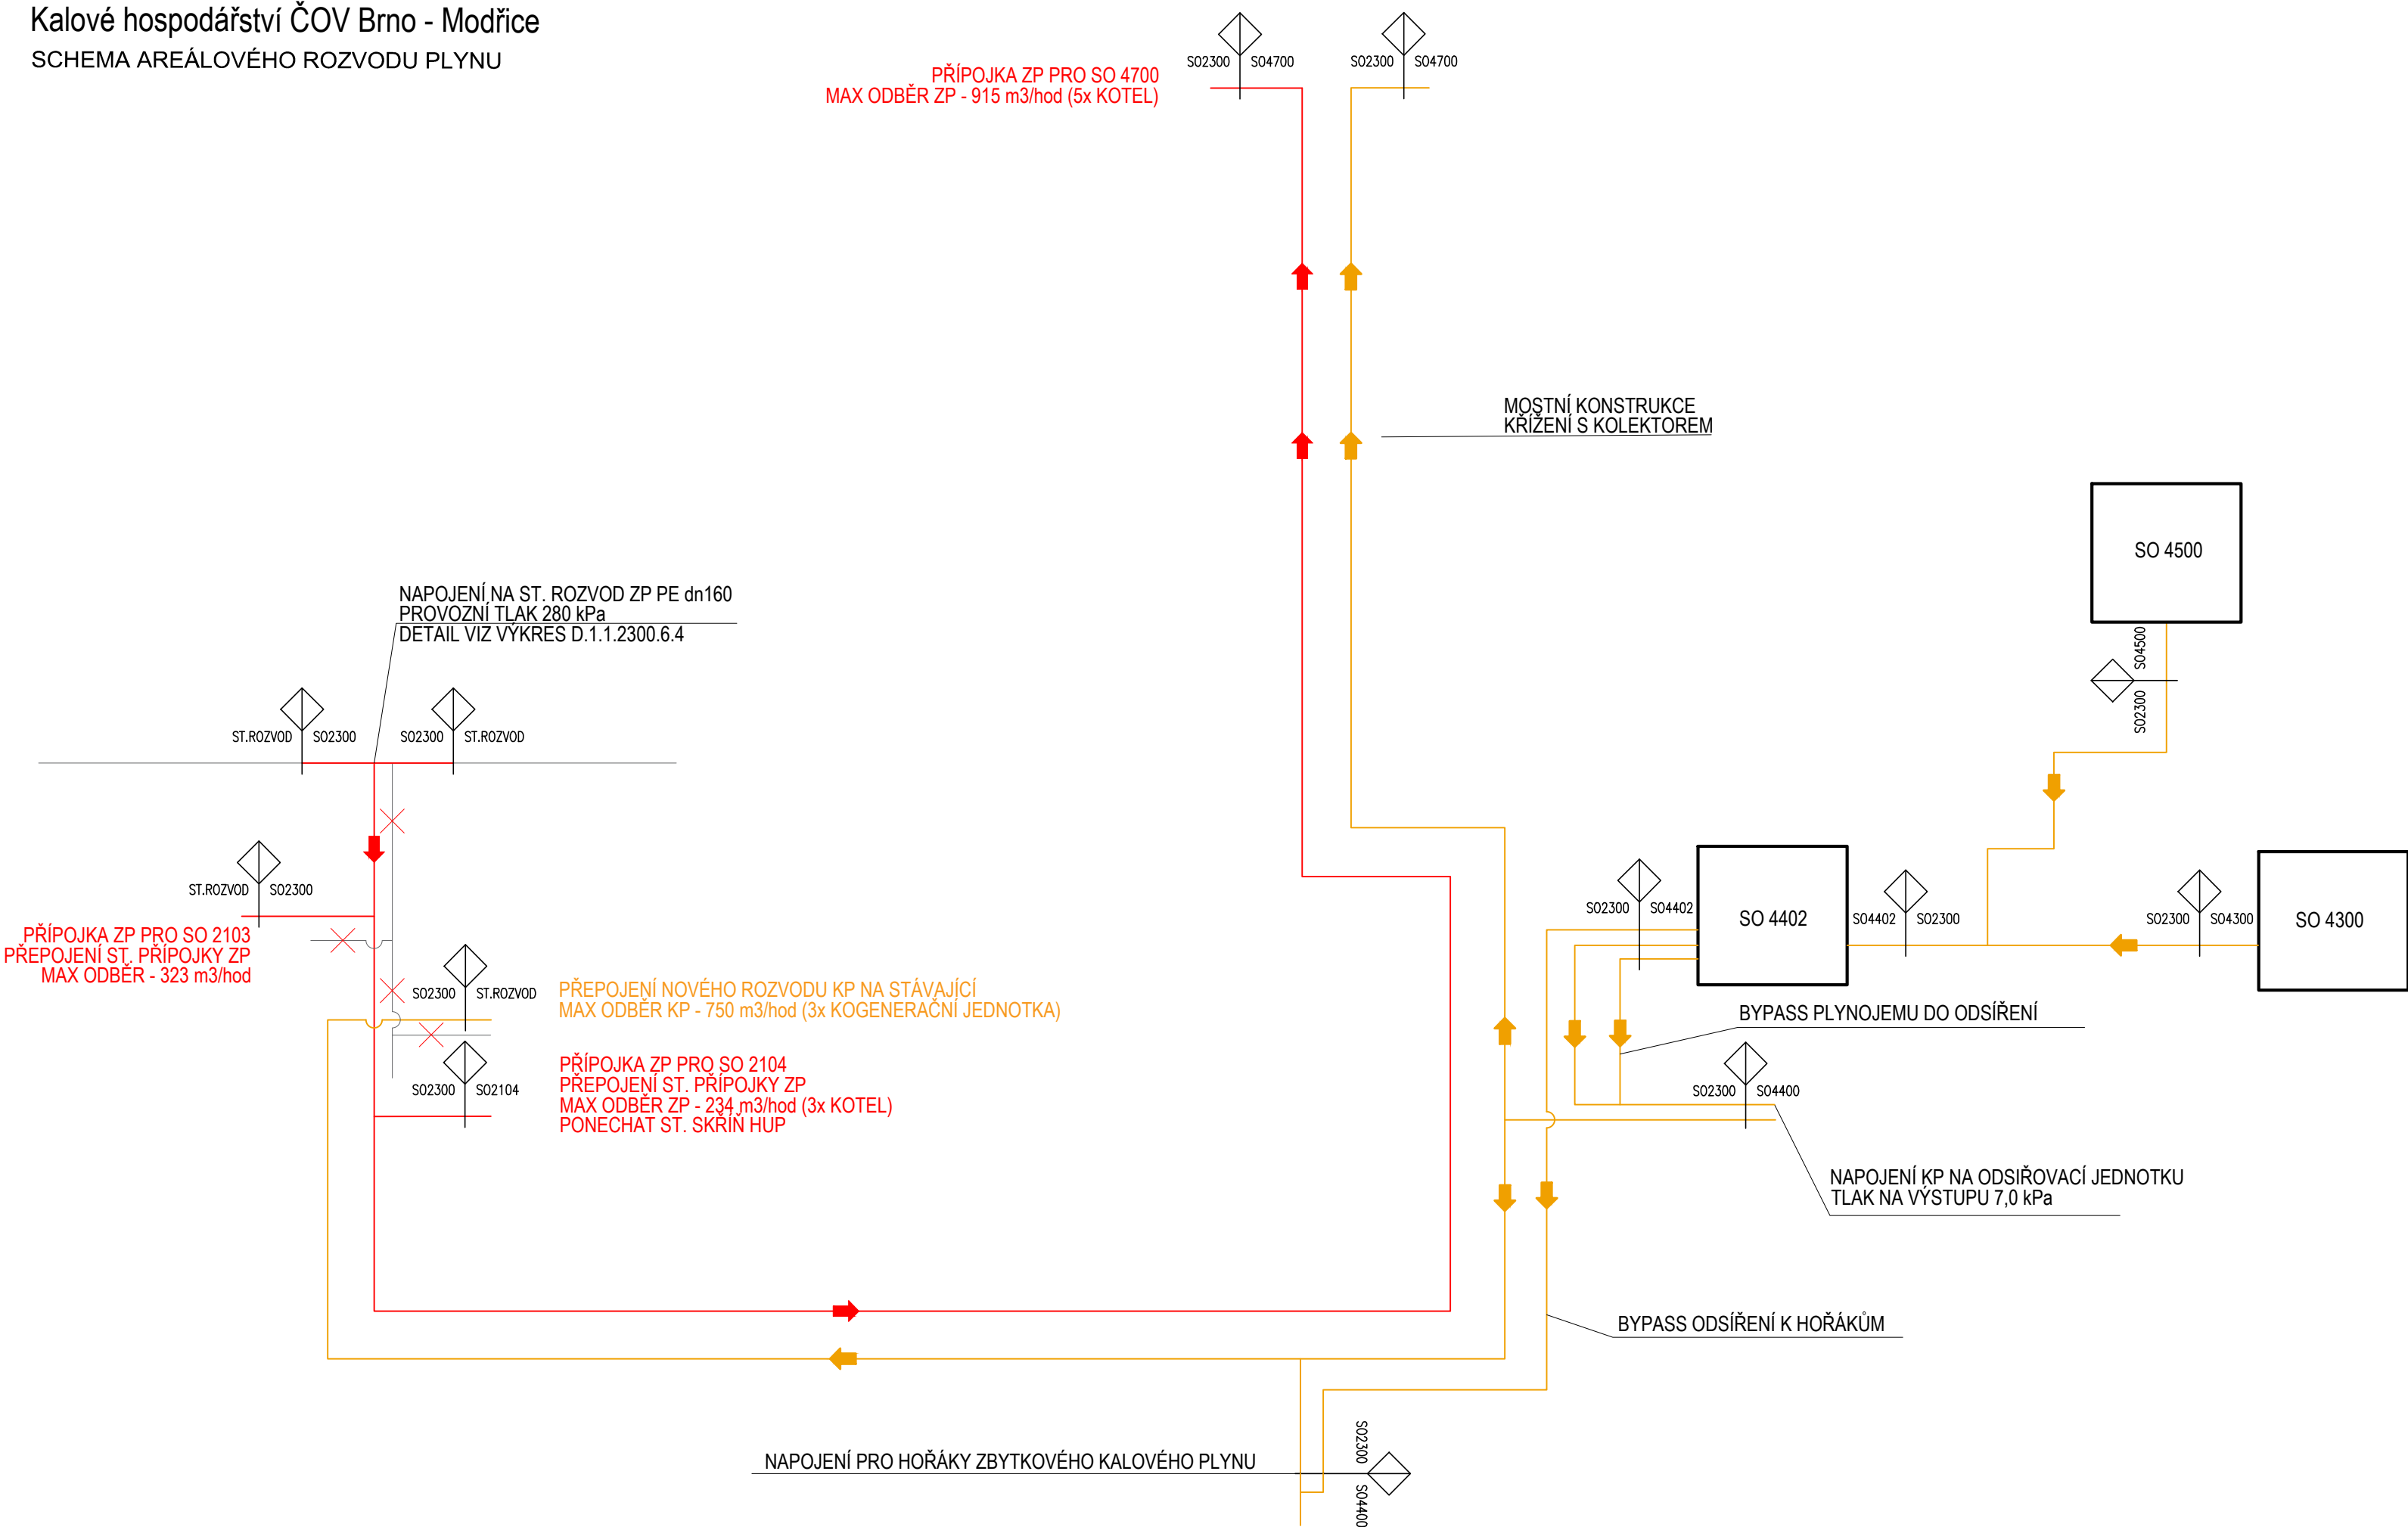 Kalové hospodářství ČOV Brno - Modřice
SCHEMA AREÁLOVÉHO ROZVODU PLYNU
SO2300 SO4700
SO2300 SO4700
PŘÍPOJKA ZP PRO SO 4700
MAX ODBĚR ZP - 915 m3/hod (5x KOTEL)
MOSTNÍ KONSTRUKCE
KŘÍŽENÍ S KOLEKTOREM
SO 4500
SO4500
SO2300
NAPOJENÍ NA ST. ROZVOD ZP PE dn160
PROVOZNÍ TLAK 280 kPa
DETAIL VIZ VÝKRES D.1.1.2300.6.4
ST.ROZVOD SO2300
SO2300 ST.ROZVOD
ST.ROZVOD SO2300
PŘÍPOJKA ZP PRO SO 2103
PŘEPOJENÍ ST. PŘÍPOJKY ZP
MAX ODBĚR - 323 m3/hod
SO2300 SO4402
SO 4402
SO4402 SO2300
SO2300 SO4300
SO 4300
SO2300 ST.ROZVOD
PŘEPOJENÍ NOVÉHO ROZVODU KP NA STÁVAJÍCÍ
MAX ODBĚR KP - 750 m3/hod (3x KOGENERAČNÍ JEDNOTKA)
BYPASS PLYNOJEMU DO ODSÍŘENÍ
SO2300 SO2104
PŘÍPOJKA ZP PRO SO 2104
PŘEPOJENÍ ST. PŘÍPOJKY ZP
MAX ODBĚR ZP - 234 m3/hod (3x KOTEL)
PONECHAT ST. SKŘÍŇ HUP
SO2300 SO4400
NAPOJENÍ KP NA ODSIŘOVACÍ JEDNOTKU
TLAK NA VÝSTUPU 7,0 kPa
BYPASS ODSÍŘENÍ K HOŘÁKŮM
NAPOJENÍ PRO HOŘÁKY ZBYTKOVÉHO KALOVÉHO PLYNU
SO2300
SO4400